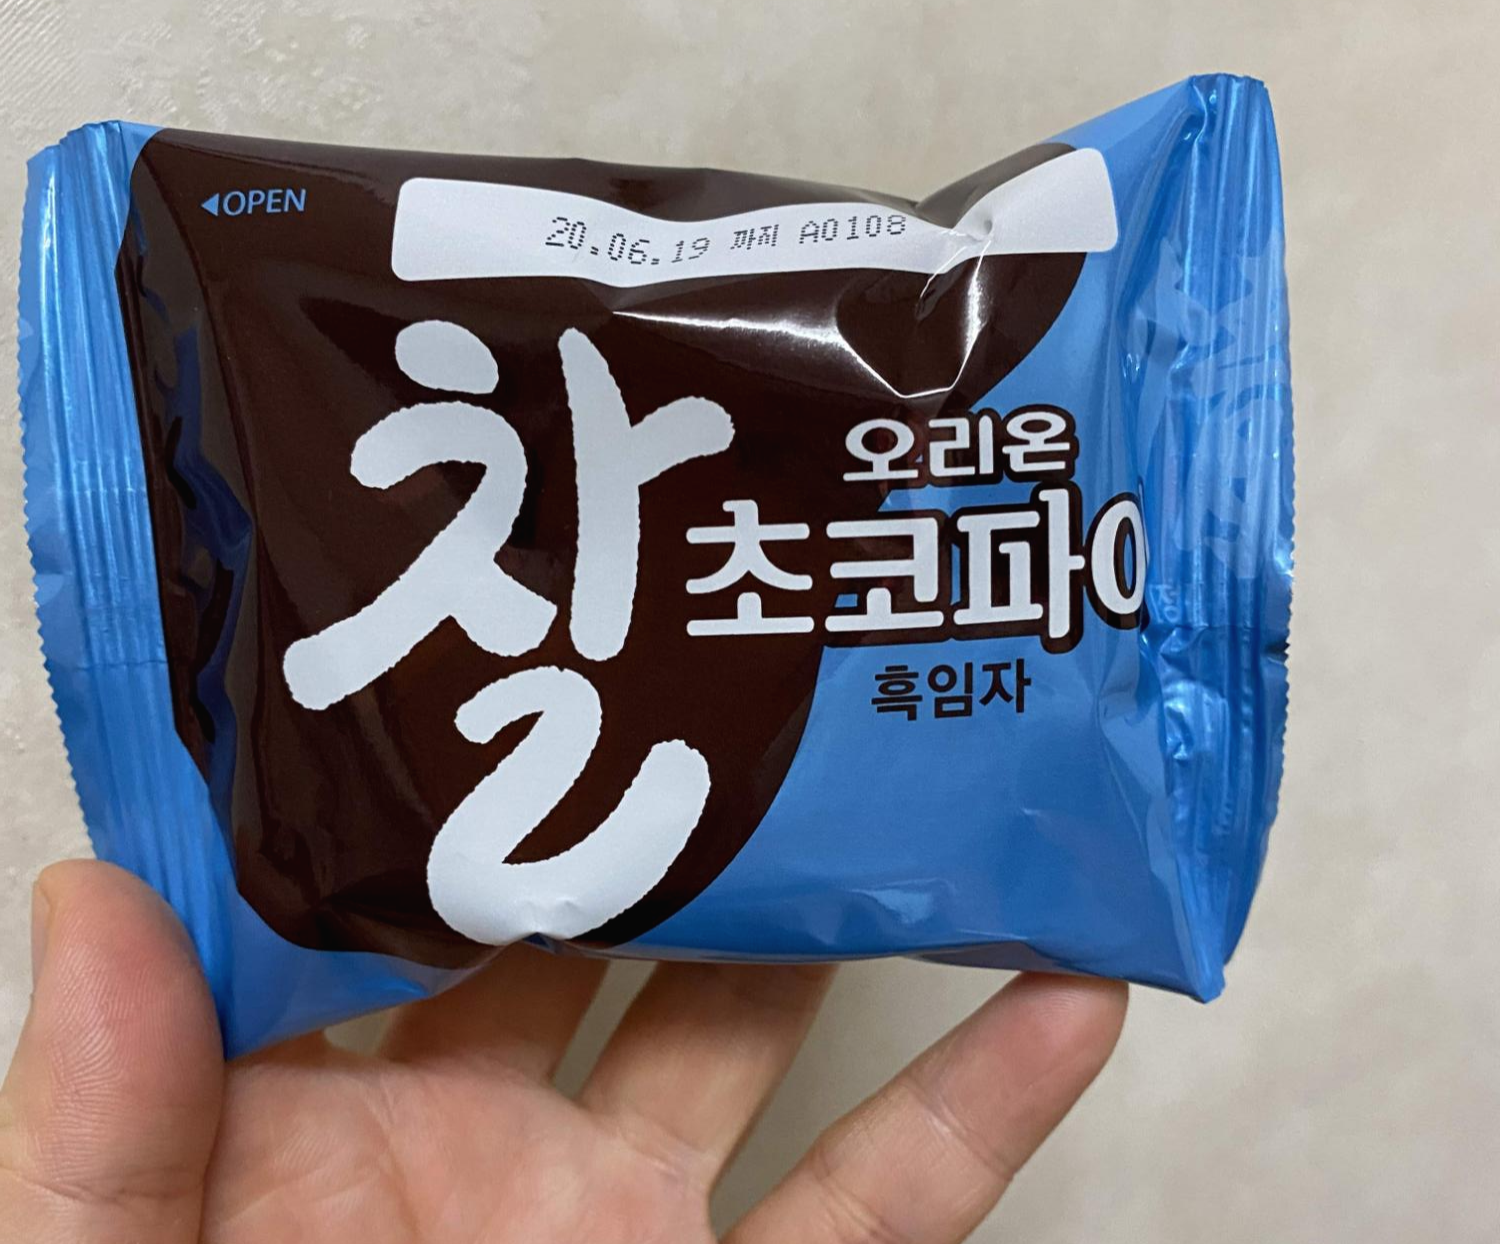 ◀OPEN
20.06.19 까지 A0108
찰
오리온
초코파이
흑임자